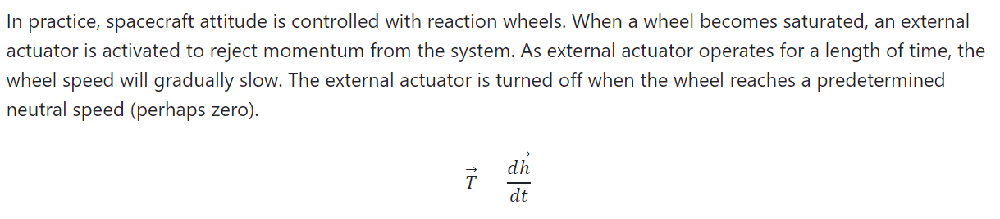 In practice, spacecraft attitude is controlled with reaction wheels. When a wheel becomes saturated, an external
actuator is activated to reject momentum from the system. As external actuator operates for a length of time, the
wheel speed will gradually slow. The external actuator is turned off when the wheel reaches a predetermined
neutral speed (perhaps zero).
$\vec{T} = \frac{d\vec{h}}{dt}$